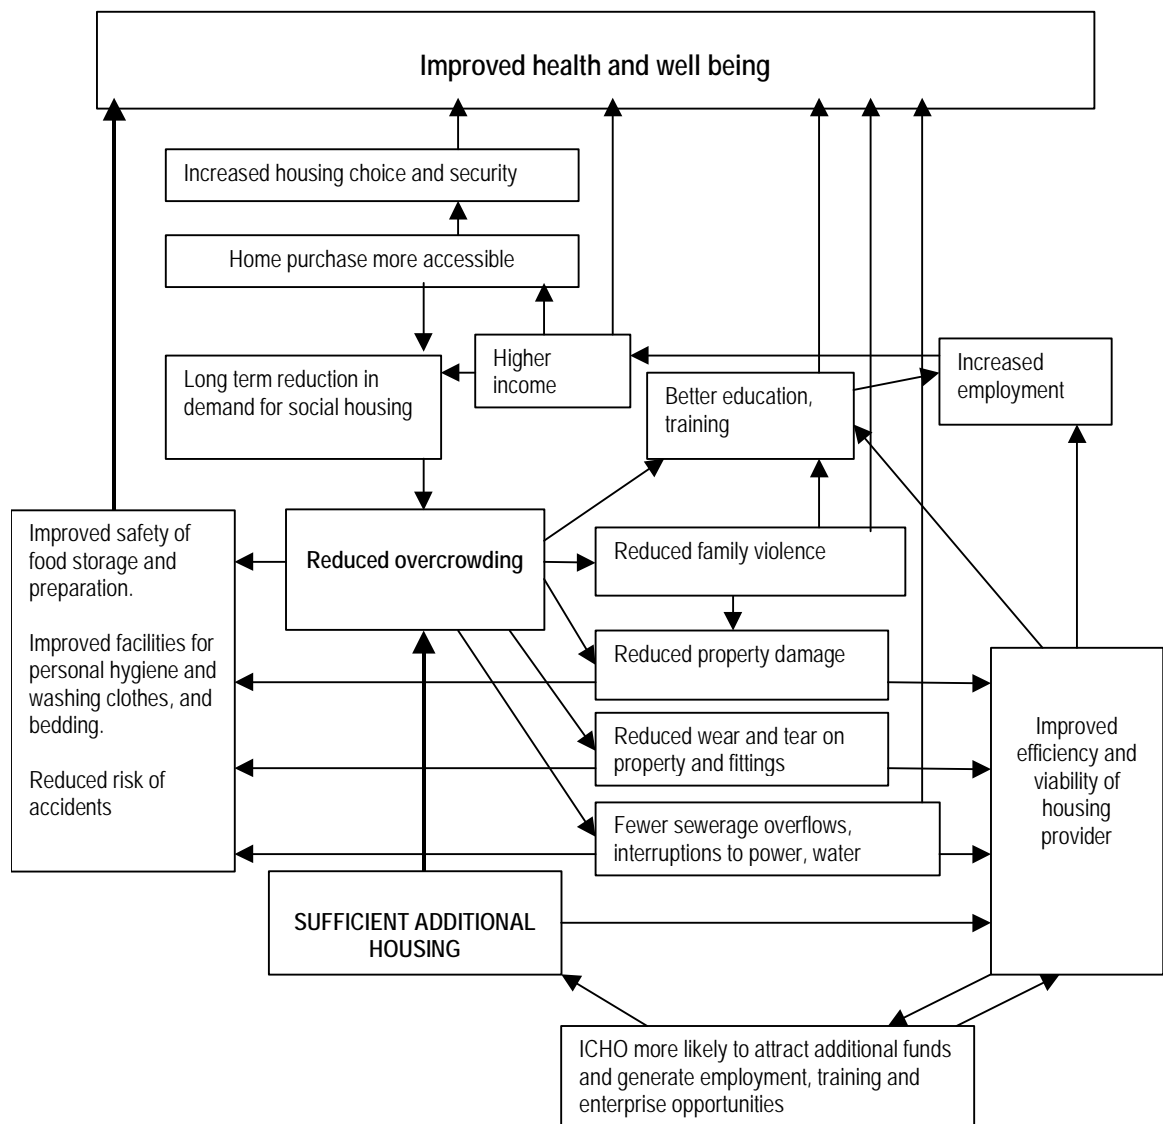 Improved health and well being
Increased housing choice and security
Home purchase more accessible
Higher
income
Increased
employment
Long term reduction in
demand for social housing
Better education,
training
Improved safety of
food storage and
preparation.
Improved facilities for
personal hygiene and
washing clothes, and
bedding.
Reduced risk of
accidents
Reduced overcrowding
Reduced family violence
Reduced property damage
Reduced wear and tear on
property and fittings
Fewer sewerage overflows,
interruptions to power, water
Improved
efficiency and
viability of
housing
provider
SUFFICIENT ADDITIONAL
HOUSING
ICHO more likely to attract additional funds
and generate employment, training and
enterprise opportunities